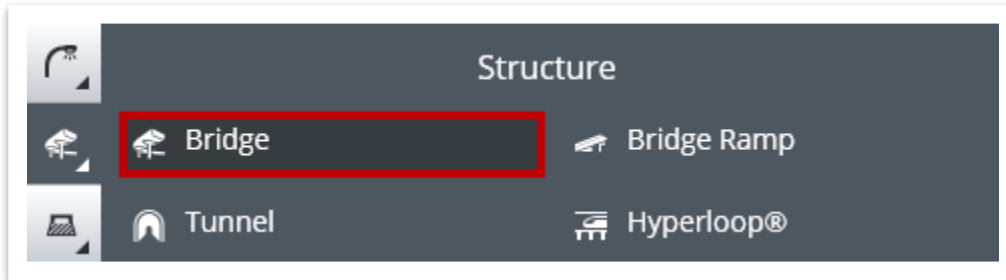 Structure
Bridge
Bridge Ramp
Tunnel
Hyperloop®